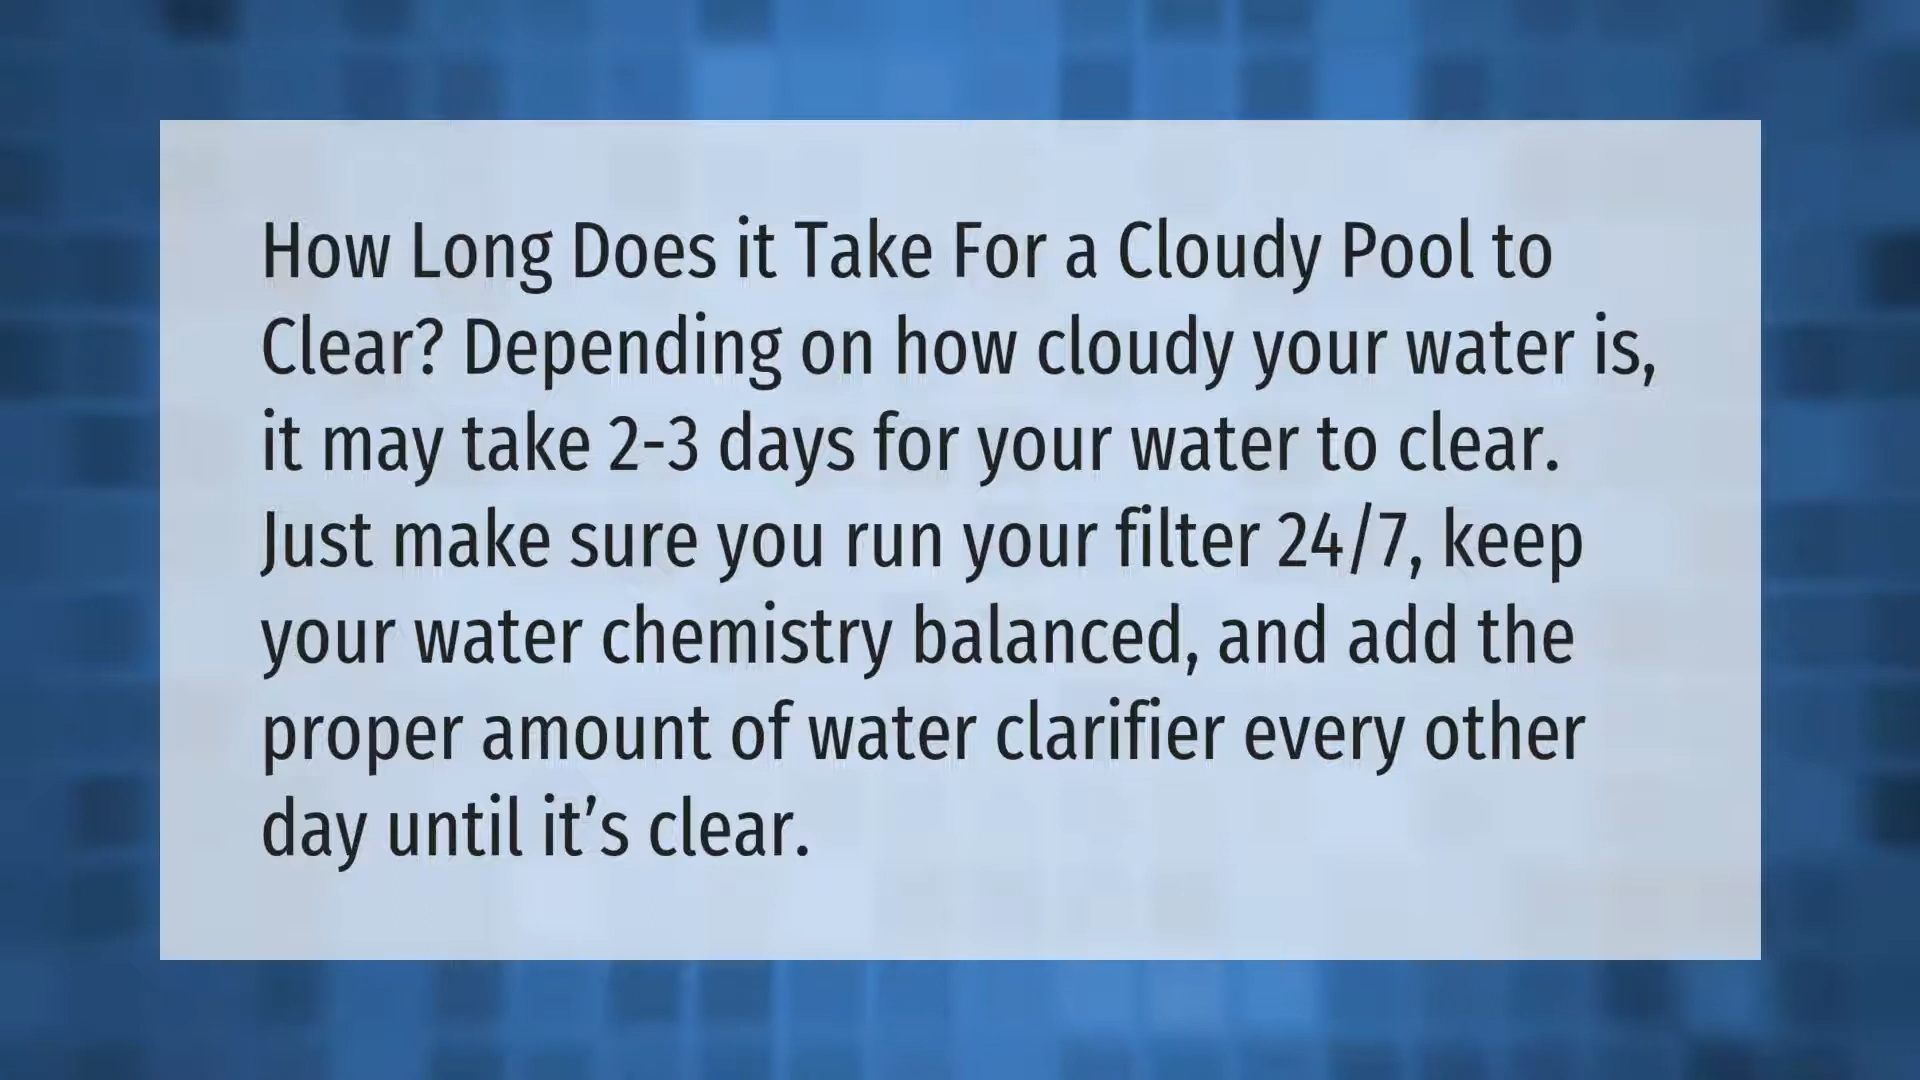 How Long Does it Take For a Cloudy Pool to
Clear? Depending on how cloudy your water is,
it may take 2-3 days for your water to clear.
Just make sure you run your filter 24/7, keep
your water chemistry balanced, and add the
proper amount of water clarifier every other
day until it’s clear.